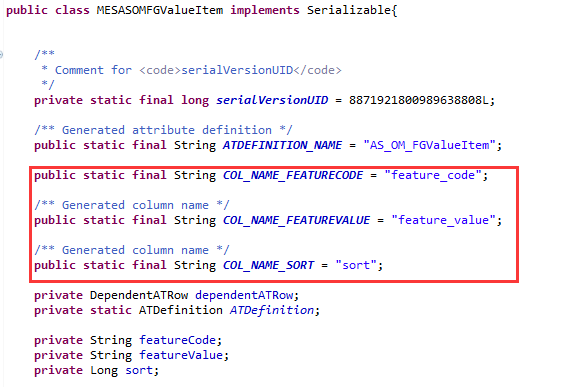 public class MESASOMFGValueItem implements Serializable{
/**
* Comment for <code>serialVersionUID</code>
*/
private static final long serialVersionUID = 8871921800989638808L;
/** Generated attribute definition */
public static final String ATDEFINITION_NAME = "AS_OM_FGValueItem";
public static final String COL_NAME_FEATURECODE = "feature_code";
/** Generated column name */
public static final String COL_NAME_FEATUREVALUE = "feature_value";
/** Generated column name */
public static final String COL_NAME_SORT = "sort";
private DependentATRow dependentATRow;
private static ATDefinition ATDefinition;
private String featureCode;
private String featureValue;
private Long sort;